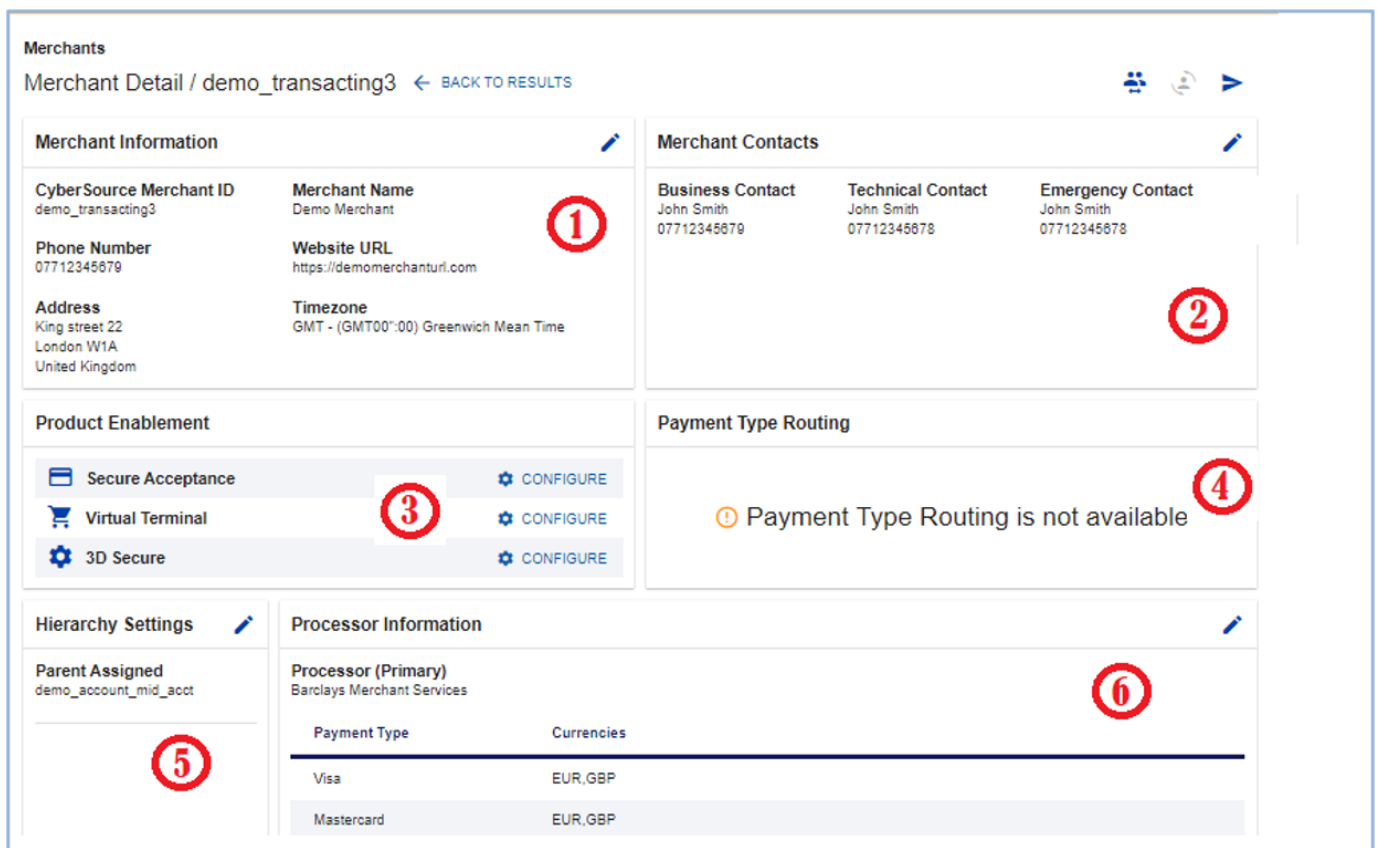 Merchants
Merchant Detail / demo_transacting3 ← BACK TO RESULTS
Merchant Information
CyberSource Merchant ID
demo_transacting3
Merchant Name
Demo Merchant
Phone Number
07712345679
Website URL
https://demomerchanturl.com
Address
King street 22
London W1A
United Kingdom
Timezone
GMT - (GMT00":00) Greenwich Mean Time
1
Merchant Contacts
Business Contact
John Smith
07712345679
Technical Contact
John Smith
07712345678
Emergency Contact
John Smith
07712345678
2
Product Enablement
Secure Acceptance CONFIGURE
Virtual Terminal CONFIGURE
3D Secure CONFIGURE
3
Payment Type Routing
Payment Type Routing is not available
4
Hierarchy Settings
Parent Assigned
demo_account_mid_acct
5
Processor Information
Processor (Primary)
Barclays Merchant Services
6
Payment Type Currencies
Visa EUR,GBP
Mastercard EUR,GBP